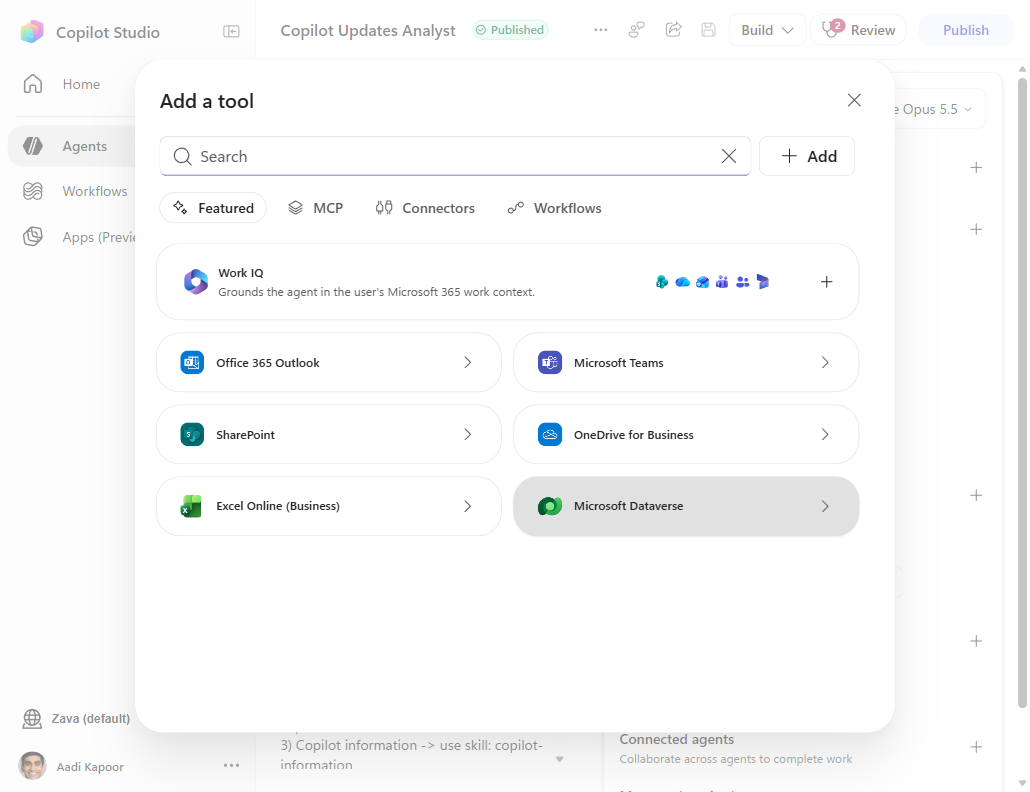 Copilot Studio
Copilot Updates Analyst
Published
Build
2
Review
Publish
Home
Agents
Workflows
Apps (Previe
e Opus 5.5
Add a tool
Search
Add
Featured
MCP
Connectors
Workflows
Work IQ
Grounds the agent in the user's Microsoft 365 work context.
Office 365 Outlook
Microsoft Teams
SharePoint
OneDrive for Business
Excel Online (Business)
Microsoft Dataverse
Zava (default)
Aadi Kapoor
3) Copilot information -> use skill: copilot-
information
Connected agents
Collaborate across agents to complete work